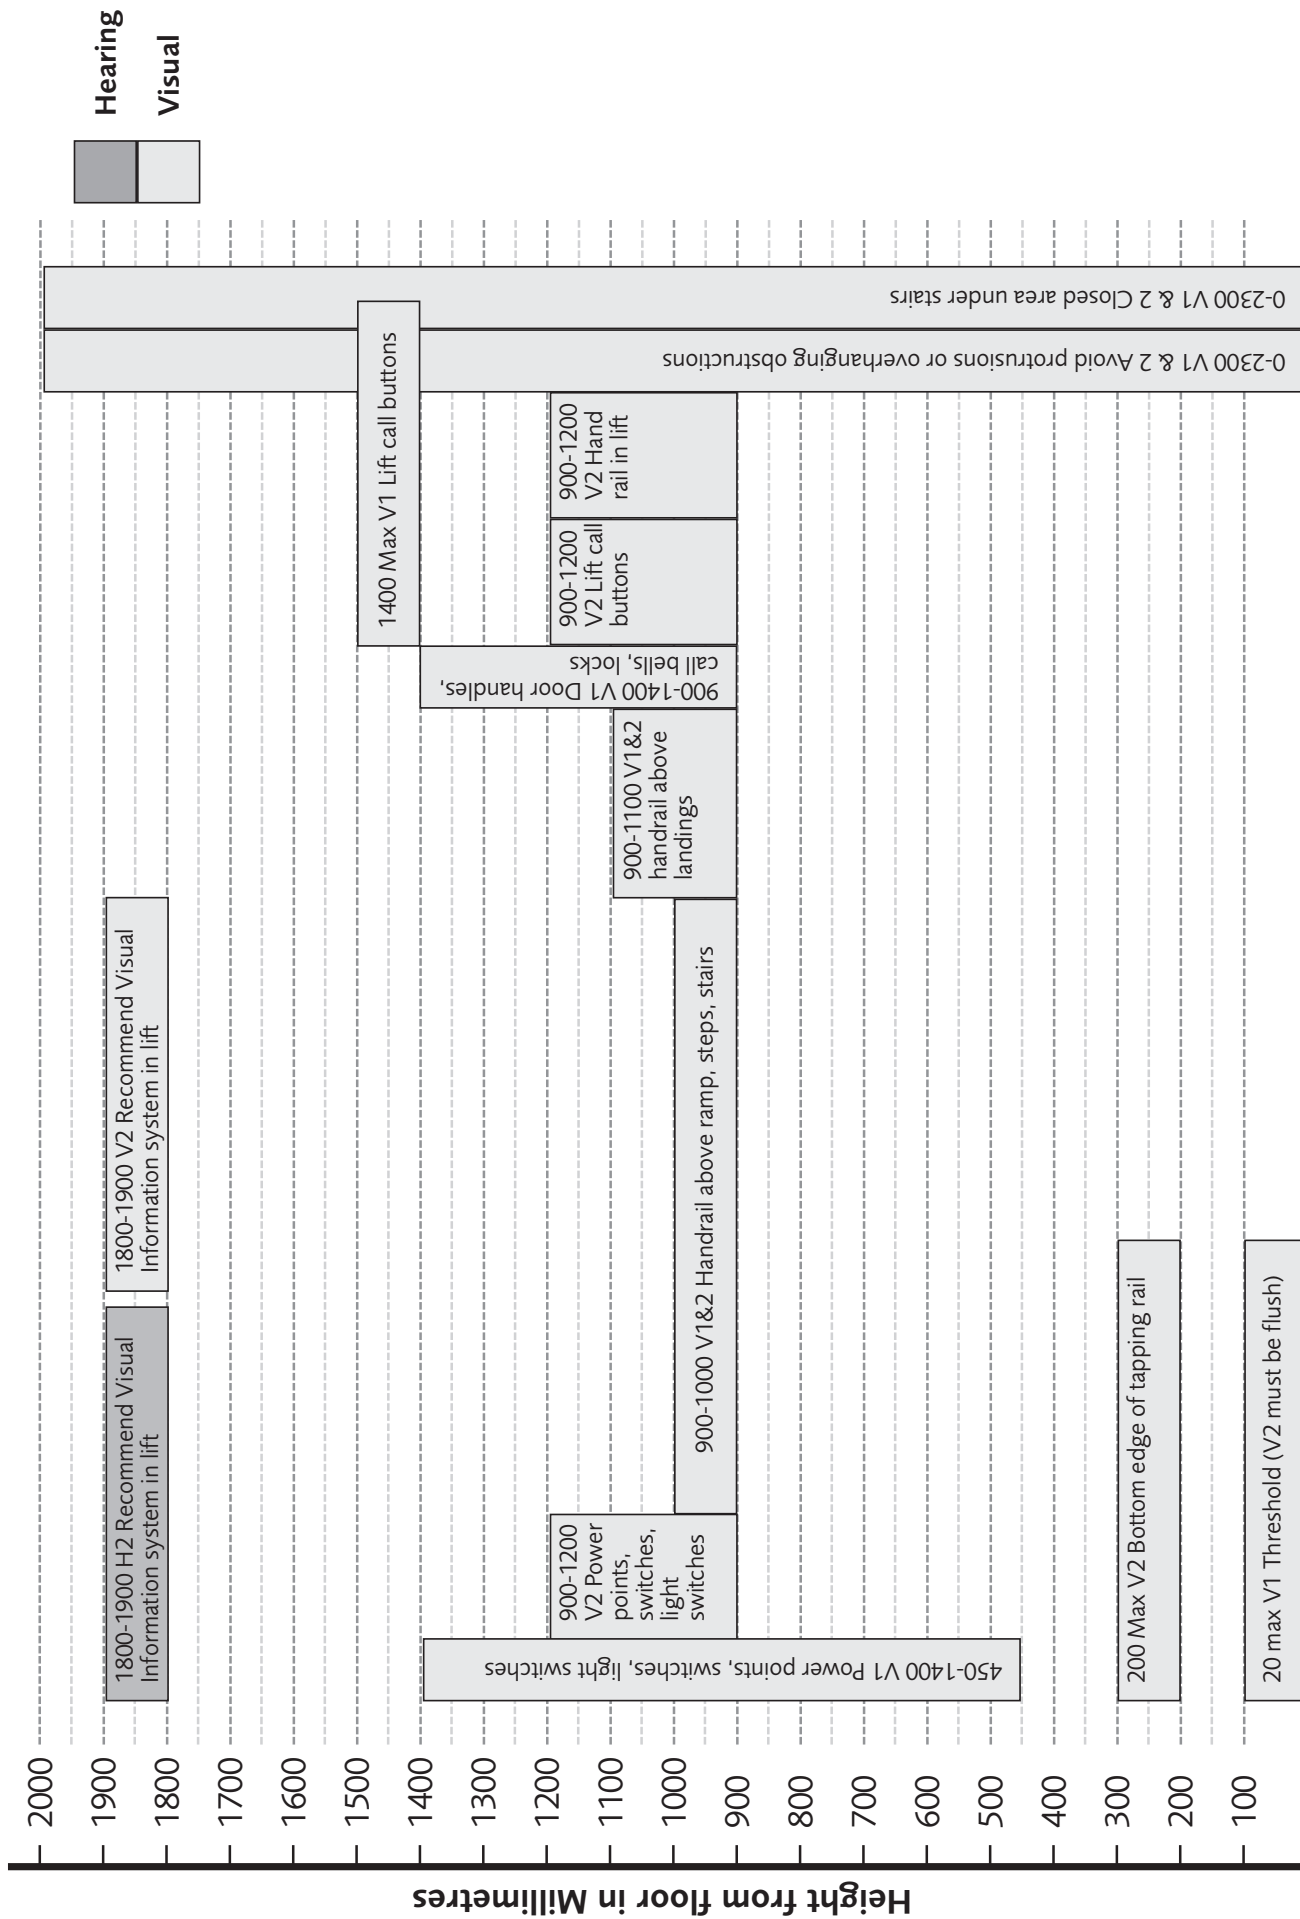 Height from floor in Millimetres
2000
1900
1800
1700
1600
1500
1400
1300
1200
1100
1000
900
800
700
600
500
400
300
200
100
Hearing
Visual
1800-1900 H2 Recommend Visual
Information system in lift
1800-1900 V2 Recommend Visual
Information system in lift
450-1400 V1 Power points, switches, light switches
900-1200
V2 Power
points,
switches,
light
switches
900-1000 V1&2 Handrail above ramp, steps, stairs
900-1100 V1&2
handrail above
landings
900-1400 V1 Door handles,
call bells, locks
1400 Max V1 Lift call buttons
900-1200
V2 Lift call
buttons
900-1200
V2 Hand
rail in lift
0-2300 V1 & 2 Avoid protrusions or overhanging obstructions
0-2300 V1 & 2 Closed area under stairs
200 Max V2 Bottom edge of tapping rail
20 max V1 Threshold (V2 must be flush)